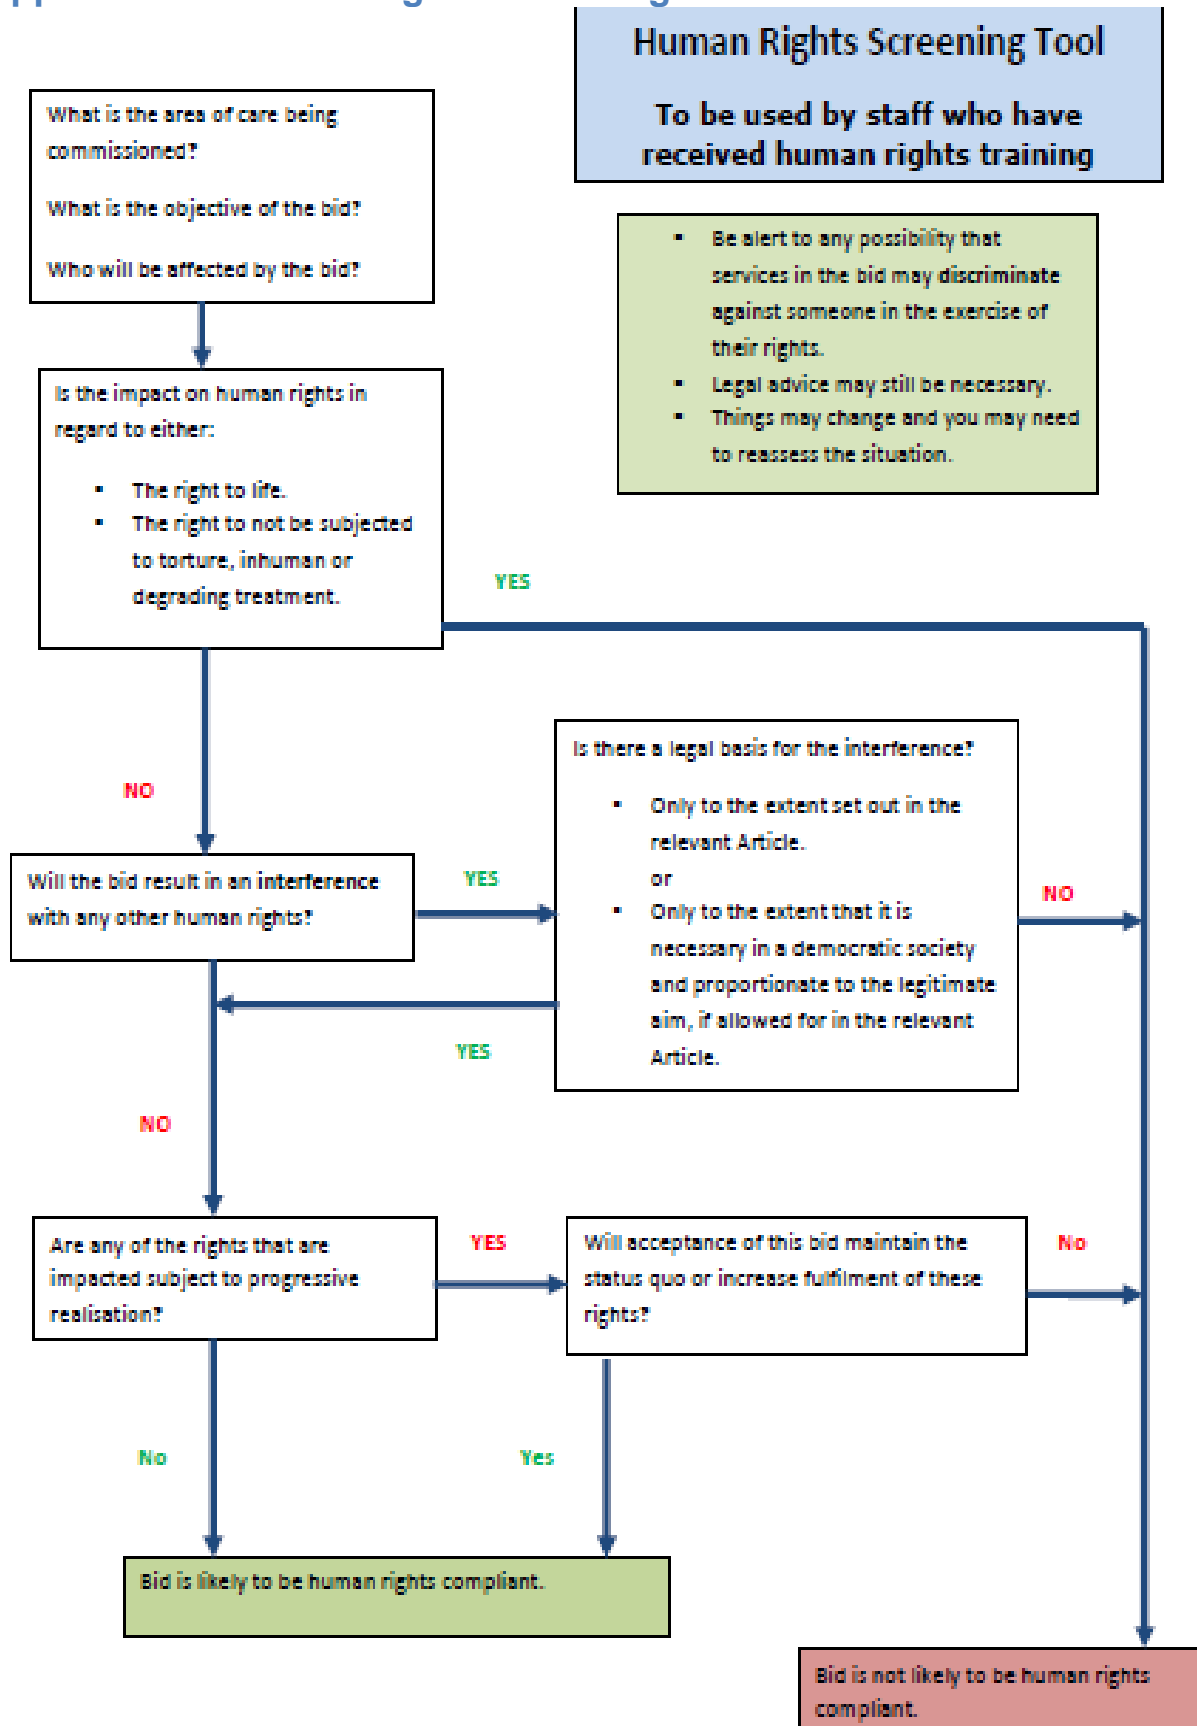 Human Rights Screening Tool
To be used by staff who have
received human rights training
What is the area of care being
commissioned?
What is the objective of the bid?
Who will be affected by the bid?
▪ Be alert to any possibility that
services in the bid may discriminate
against someone in the exercise of
their rights.
▪ Legal advice may still be necessary.
▪ Things may change and you may need
to reassess the situation.
Is the impact on human rights in
regard to either:
▪ The right to life.
▪ The right to not be subjected
to torture, inhuman or
degrading treatment.
YES
NO
Will the bid result in an interference
with any other human rights?
YES
Is there a legal basis for the interference?
▪ Only to the extent set out in the
relevant Article.
or
▪ Only to the extent that it is
necessary in a democratic society
and proportionate to the legitimate
aim, if allowed for in the relevant
Article.
NO
YES
NO
Are any of the rights that are
impacted subject to progressive
realisation?
YES
Will acceptance of this bid maintain the
status quo or increase fulfilment of these
rights?
No
No
Yes
Bid is likely to be human rights compliant.
Bid is not likely to be human rights
compliant.